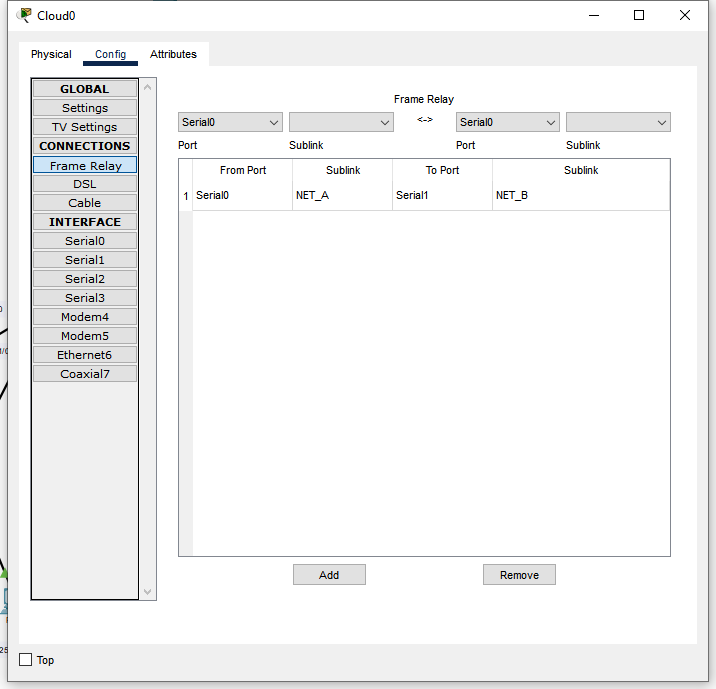 Cloud0
Physical Config Attributes
GLOBAL
Settings
TV Settings
CONNECTIONS
Frame Relay
DSL
Cable
INTERFACE
Serial0
Serial1
Serial2
Serial3
Modem4
Modem5
Ethernet6
Coaxial7
Frame Relay
Serial0 <-> Serial0
Port Sublink Port Sublink
From Port Sublink To Port Sublink
1 Serial0 NET_A Serial1 NET_B
Add Remove
Top
25